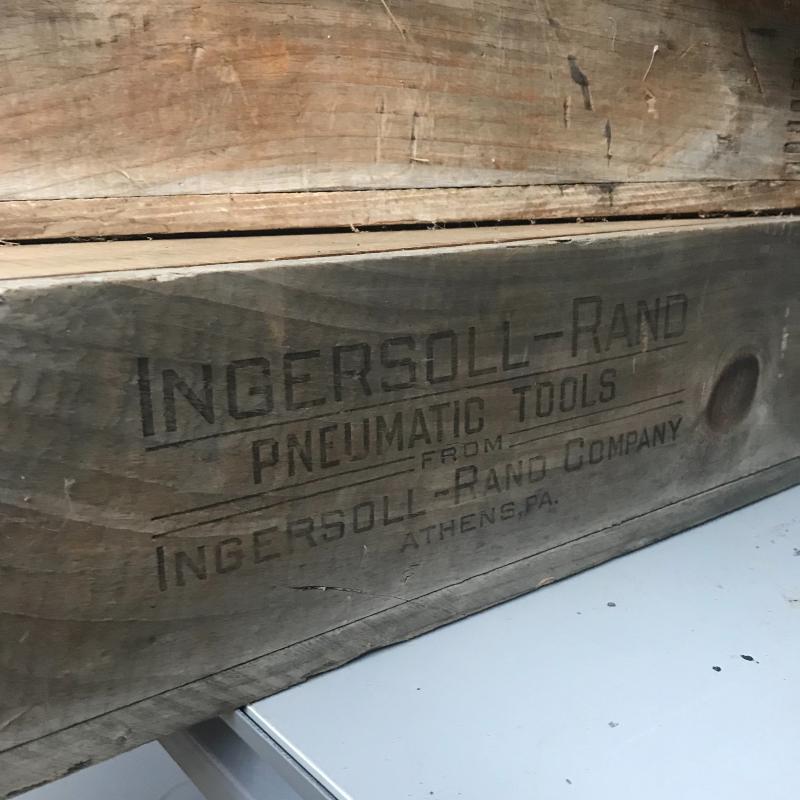 INGERSOLL-RAND
PNEUMATIC TOOLS
FROM
INGERSOLL-RAND COMPANY
ATHENS, PA.